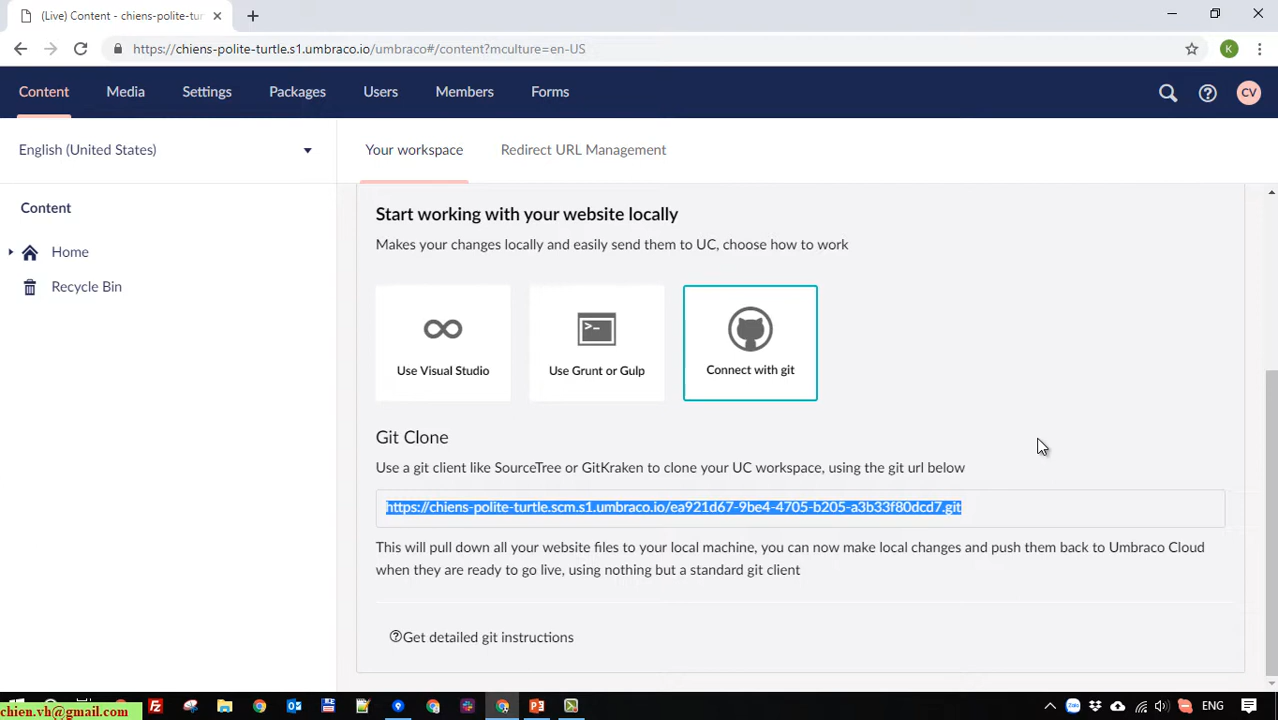 (Live) Content - chiens-polite-tur
https://chiens-polite-turtle.s1.umbraco.io/umbraco#/content?mculture=en-US
K
Content Media Settings Packages Users Members Forms
CV
English (United States)
Your workspace Redirect URL Management
Content
Home
Recycle Bin
Start working with your website locally
Makes your changes locally and easily send them to UC, choose how to work
Use Visual Studio Use Grunt or Gulp Connect with git
Git Clone
Use a git client like SourceTree or GitKraken to clone your UC workspace, using the git url below
https://chiens-polite-turtle.scm.s1.umbraco.io/ea921d67-9be4-4705-b205-a3b33f80dcd7.git
This will pull down all your website files to your local machine, you can now make local changes and push them back to Umbraco Cloud
when they are ready to go live, using nothing but a standard git client
Get detailed git instructions
chien.vh@gmail.com
ENG